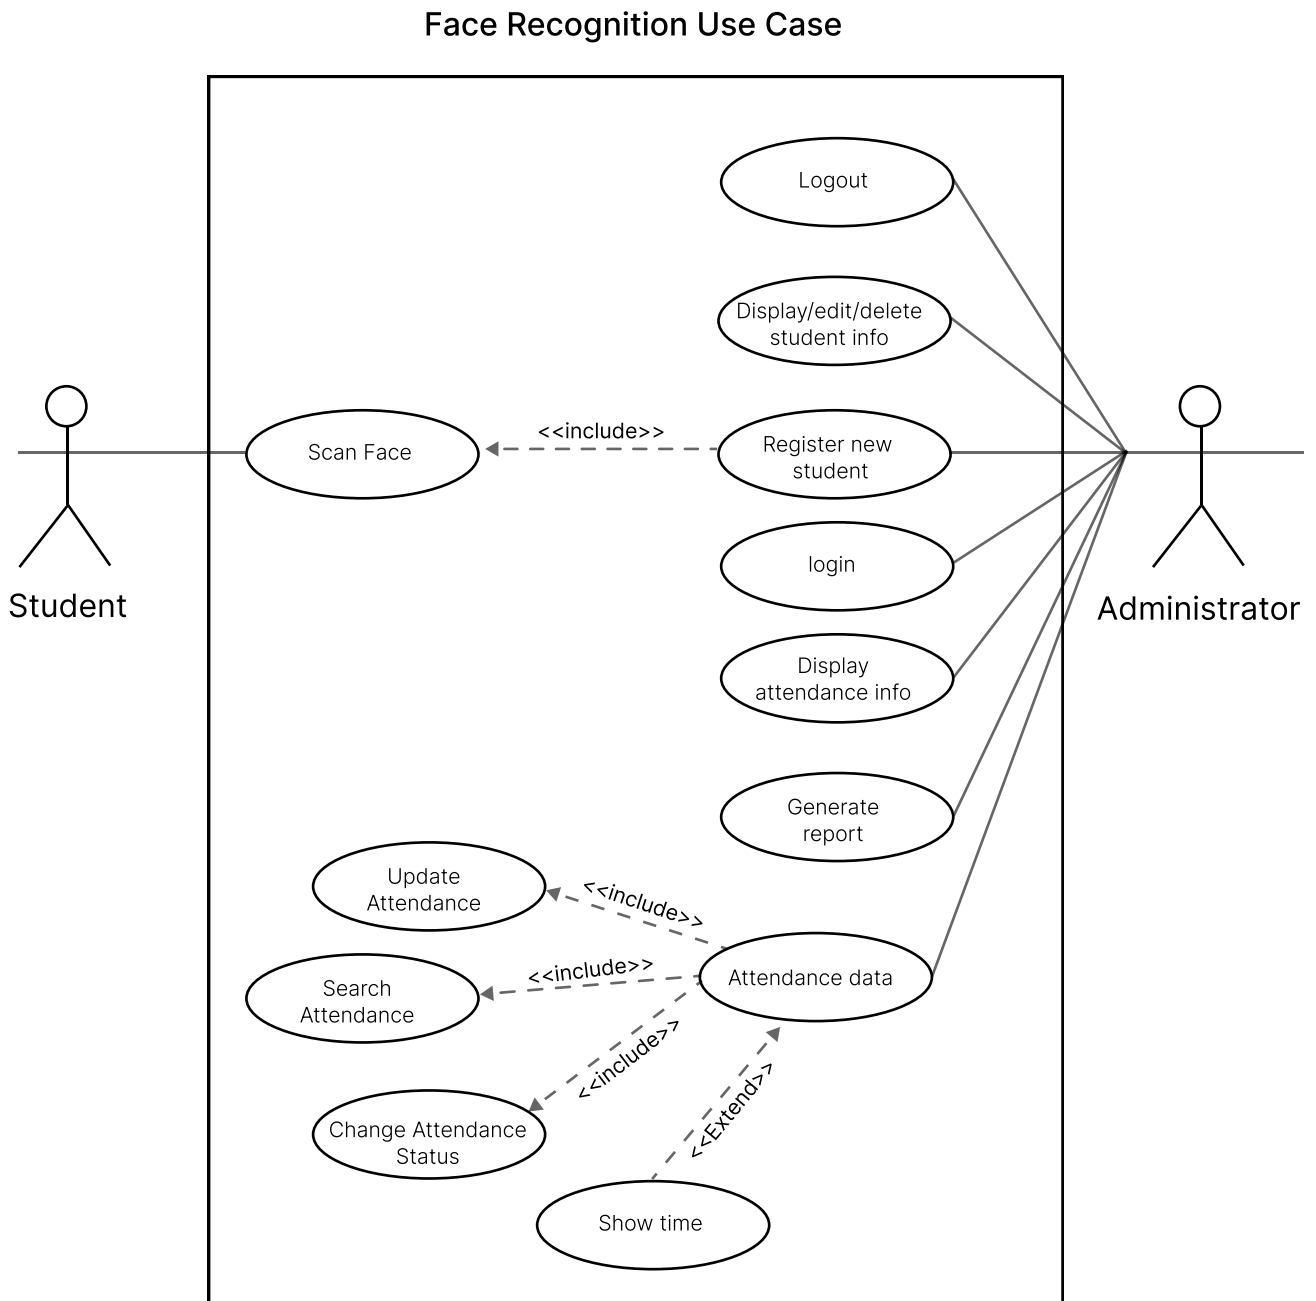 Face Recognition Use Case
Logout
Display/edit/delete
student info
Scan Face
<<include>>
Register new
student
login
Student
Administrator
Display
attendance info
Generate
report
Update
Attendance
<<include>>
Search
Attendance
<<include>>
Attendance data
<<include>>
Change Attendance
Status
<<Extend>>
Show time